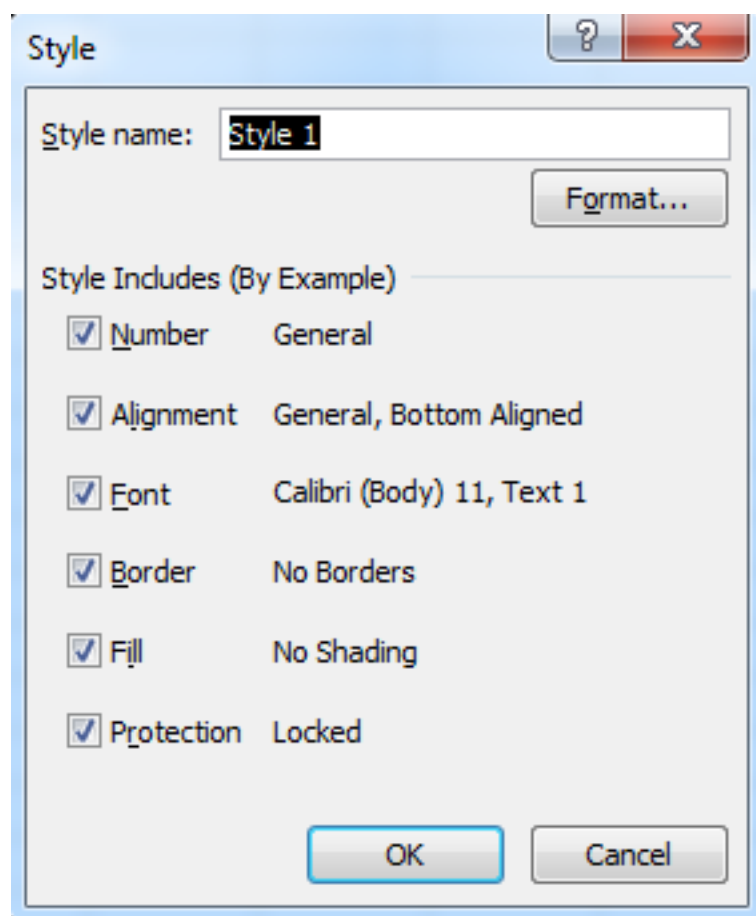 Style
Style name: Style 1
Format...
Style Includes (By Example)
Number General
Alignment General, Bottom Aligned
Font Calibri (Body) 11, Text 1
Border No Borders
Fill No Shading
Protection Locked
OK Cancel